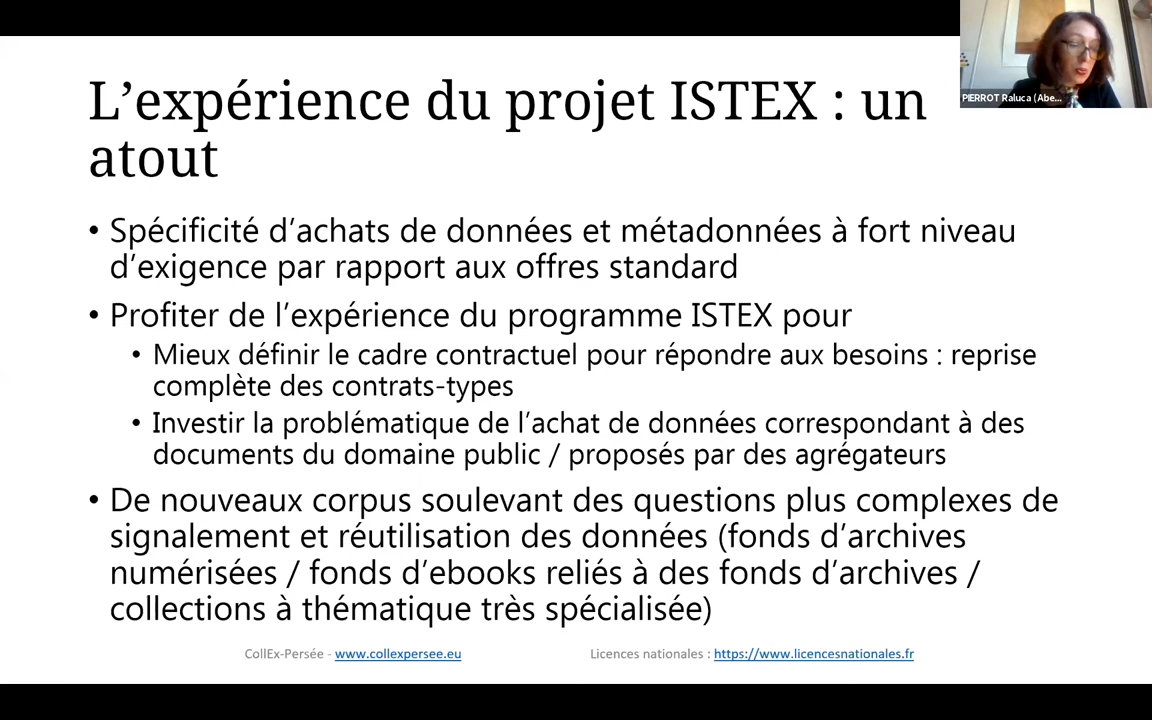 L’expérience du projet ISTEX : un
atout
PIERROT Raluca (Abe...
• Spécificité d’achats de données et métadonnées à fort niveau
d’exigence par rapport aux offres standard
• Profiter de l’expérience du programme ISTEX pour
• Mieux définir le cadre contractuel pour répondre aux besoins : reprise
complète des contrats-types
• Investir la problématique de l’achat de données correspondant à des
documents du domaine public / proposés par des agrégateurs
• De nouveaux corpus soulevant des questions plus complexes de
signalement et réutilisation des données (fonds d’archives
numérisées / fonds d’ebooks reliés à des fonds d’archives /
collections à thématique très spécialisée)
CollEx-Persée - www.collexpersee.eu
Licences nationales : https://www.licencesnationales.fr